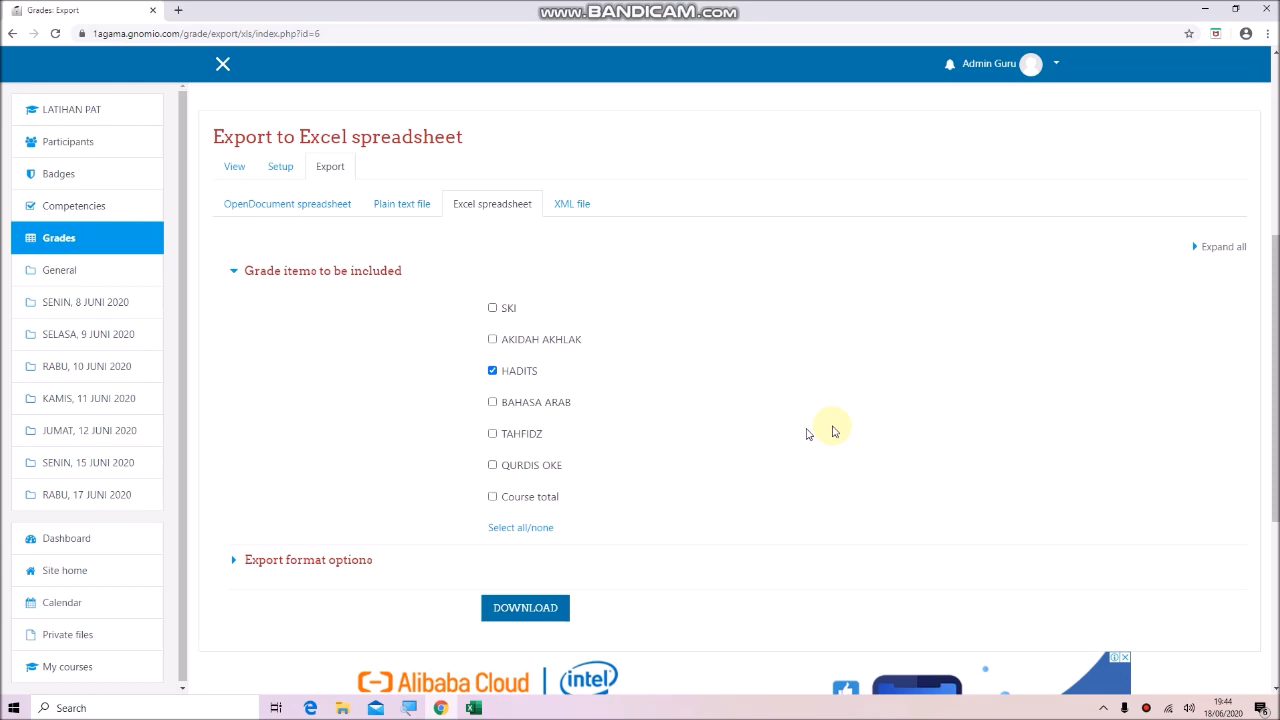 Grades: Export
www.BANDICAM.com
1agama.gnomio.com/grade/export/xls/index.php?id=6
Admin Guru
LATIHAN PAT
Participants
Badges
Competencies
Grades
General
SENIN, 8 JUNI 2020
SELASA, 9 JUNI 2020
RABU, 10 JUNI 2020
KAMIS, 11 JUNI 2020
JUMAT, 12 JUNI 2020
SENIN, 15 JUNI 2020
RABU, 17 JUNI 2020
Dashboard
Site home
Calendar
Private files
My courses
Export to Excel spreadsheet
View Setup Export
OpenDocument spreadsheet Plain text file Excel spreadsheet XML file
Expand all
Grade items to be included
SKI
AKIDAH AKHLAK
HADITS
BAHASA ARAB
TAHFIDZ
QURDIS OKE
Course total
Select all/none
Export format options
DOWNLOAD
Alibaba Cloud intel
Search
19:44
18/06/2020